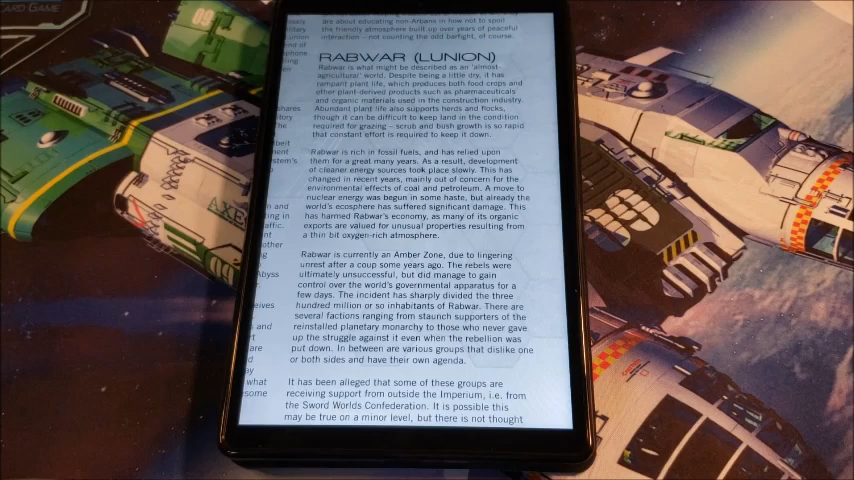 CARD GAME
08
AXE
are about educating non-Arbans in how not to spoil
the friendly atmosphere built up over years of peaceful
interaction – not counting the odd barfight, of course.
RABWAR (LUNION)
Rabwar is what might be described as an 'almost-
agricultural' world. Despite being a little dry, it has
rampant plant life, which produces both food crops and
other plant-derived products such as pharmaceuticals
and organic materials used in the construction industry.
Abundant plant life also supports herds and flocks,
though it can be difficult to keep land in the condition
required for grazing – scrub and bush growth is so rapid
that constant effort is required to keep it down.
Rabwar is rich in fossil fuels, and has relied upon
them for a great many years. As a result, development
of cleaner energy sources took place slowly. This has
changed in recent years, mainly out of concern for the
environmental effects of coal and petroleum. A move to
nuclear energy was begun in some haste, but already the
world's ecosphere has suffered significant damage. This
has harmed Rabwar's economy, as many of its organic
exports are valued for unusual properties resulting from
a thin bit oxygen-rich atmosphere.
Rabwar is currently an Amber Zone, due to lingering
unrest after a coup some years ago. The rebels were
ultimately unsuccessful, but did manage to gain
control over the world's governmental apparatus for a
few days. The incident has sharply divided the three
hundred million or so inhabitants of Rabwar. There are
several factions ranging from staunch supporters of the
reinstalled planetary monarchy to those who never gave
up the struggle against it even when the rebellion was
put down. In between are various groups that dislike one
or both sides and have their own agenda.
It has been alleged that some of these groups are
receiving support from outside the Imperium, i.e. from
the Sword Worlds Confederation. It is possible this
may be true on a minor level, but there is not thought